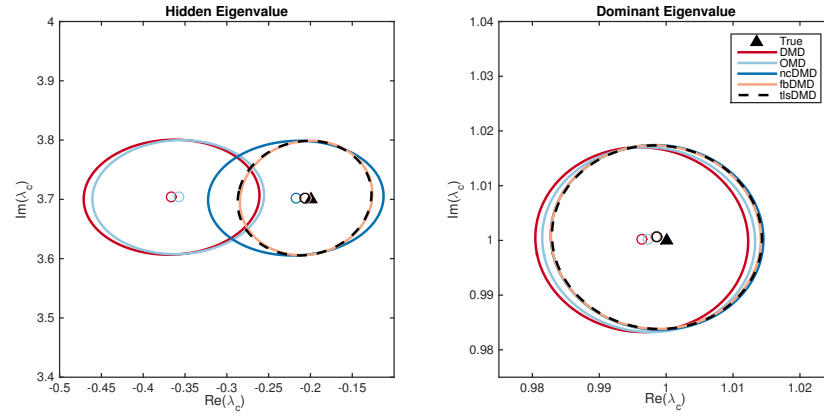 Hidden Eigenvalue
4
3.9
3.8
3.7
3.6
3.5
3.4
Im(λc)
-0.5 -0.45 -0.4 -0.35 -0.3 -0.25 -0.2 -0.15
Re(λc)
Dominant Eigenvalue
1.04
1.03
1.02
1.01
1
0.99
0.98
Im(λc)
0.98 0.99 1 1.01 1.02
Re(λc)
True
DMD
OMD
ncDMD
fbDMD
tlsDMD